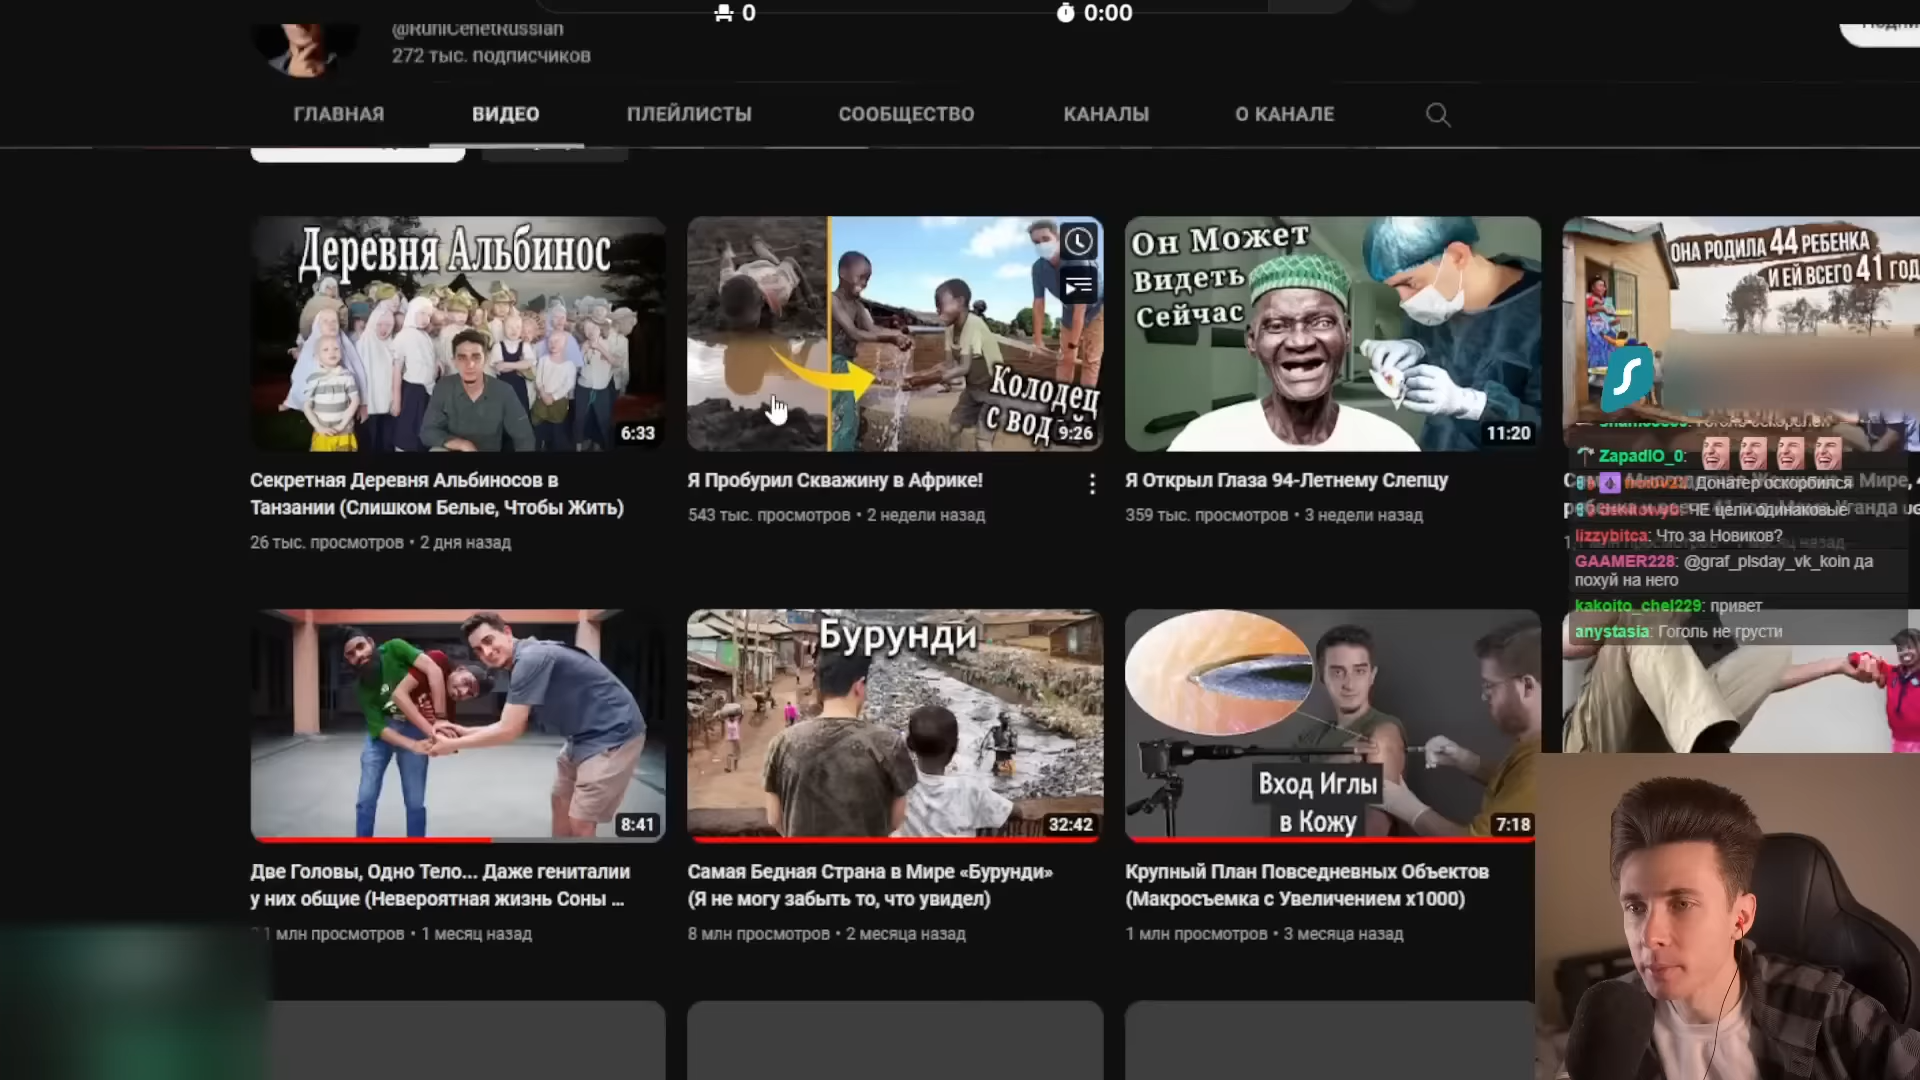 0
0:00
@RuhiCenetRussian
272 тыс. подписчиков
ГЛАВНАЯ
ВИДЕО
ПЛЕЙЛИСТЫ
СООБЩЕСТВО
КАНАЛЫ
О КАНАЛЕ
Деревня Альбинос
6:33
Секретная Деревня Альбиносов в
Танзании (Слишком Белые, Чтобы Жить)
26 тыс. просмотров • 2 дня назад
Колодец
с вод
9:26
Я Пробурил Скважину в Африке!
543 тыс. просмотров • 2 недели назад
Он Может
Видеть
Сейчас
11:20
Я Открыл Глаза 94-Летнему Слепцу
359 тыс. просмотров • 3 недели назад
ОНА РОДИЛА 44 РЕБЕНКА
И ЕЙ ВСЕГО 41 ГОД
ZapadlO_0:
Донатер оскорбился
в Мире,
ЧЕ цели одинаковые
lizzybitca: Что за Новиков?
GAAMER228: @graf_plsday_vk_koin да
похуй на него
kakoito_chel229: привет
anystasia: Гоголь не грусти
8:41
Две Головы, Одно Тело... Даже гениталии
у них общие (Невероятная жизнь Соны ...
млн просмотров • 1 месяц назад
Бурунди
32:42
Самая Бедная Страна в Мире «Бурунди»
(Я не могу забыть то, что увидел)
8 млн просмотров • 2 месяца назад
Вход Иглы
в Кожу
7:18
Крупный План Повседневных Объектов
(Макросъемка с Увеличением x1000)
1 млн просмотров • 3 месяца назад